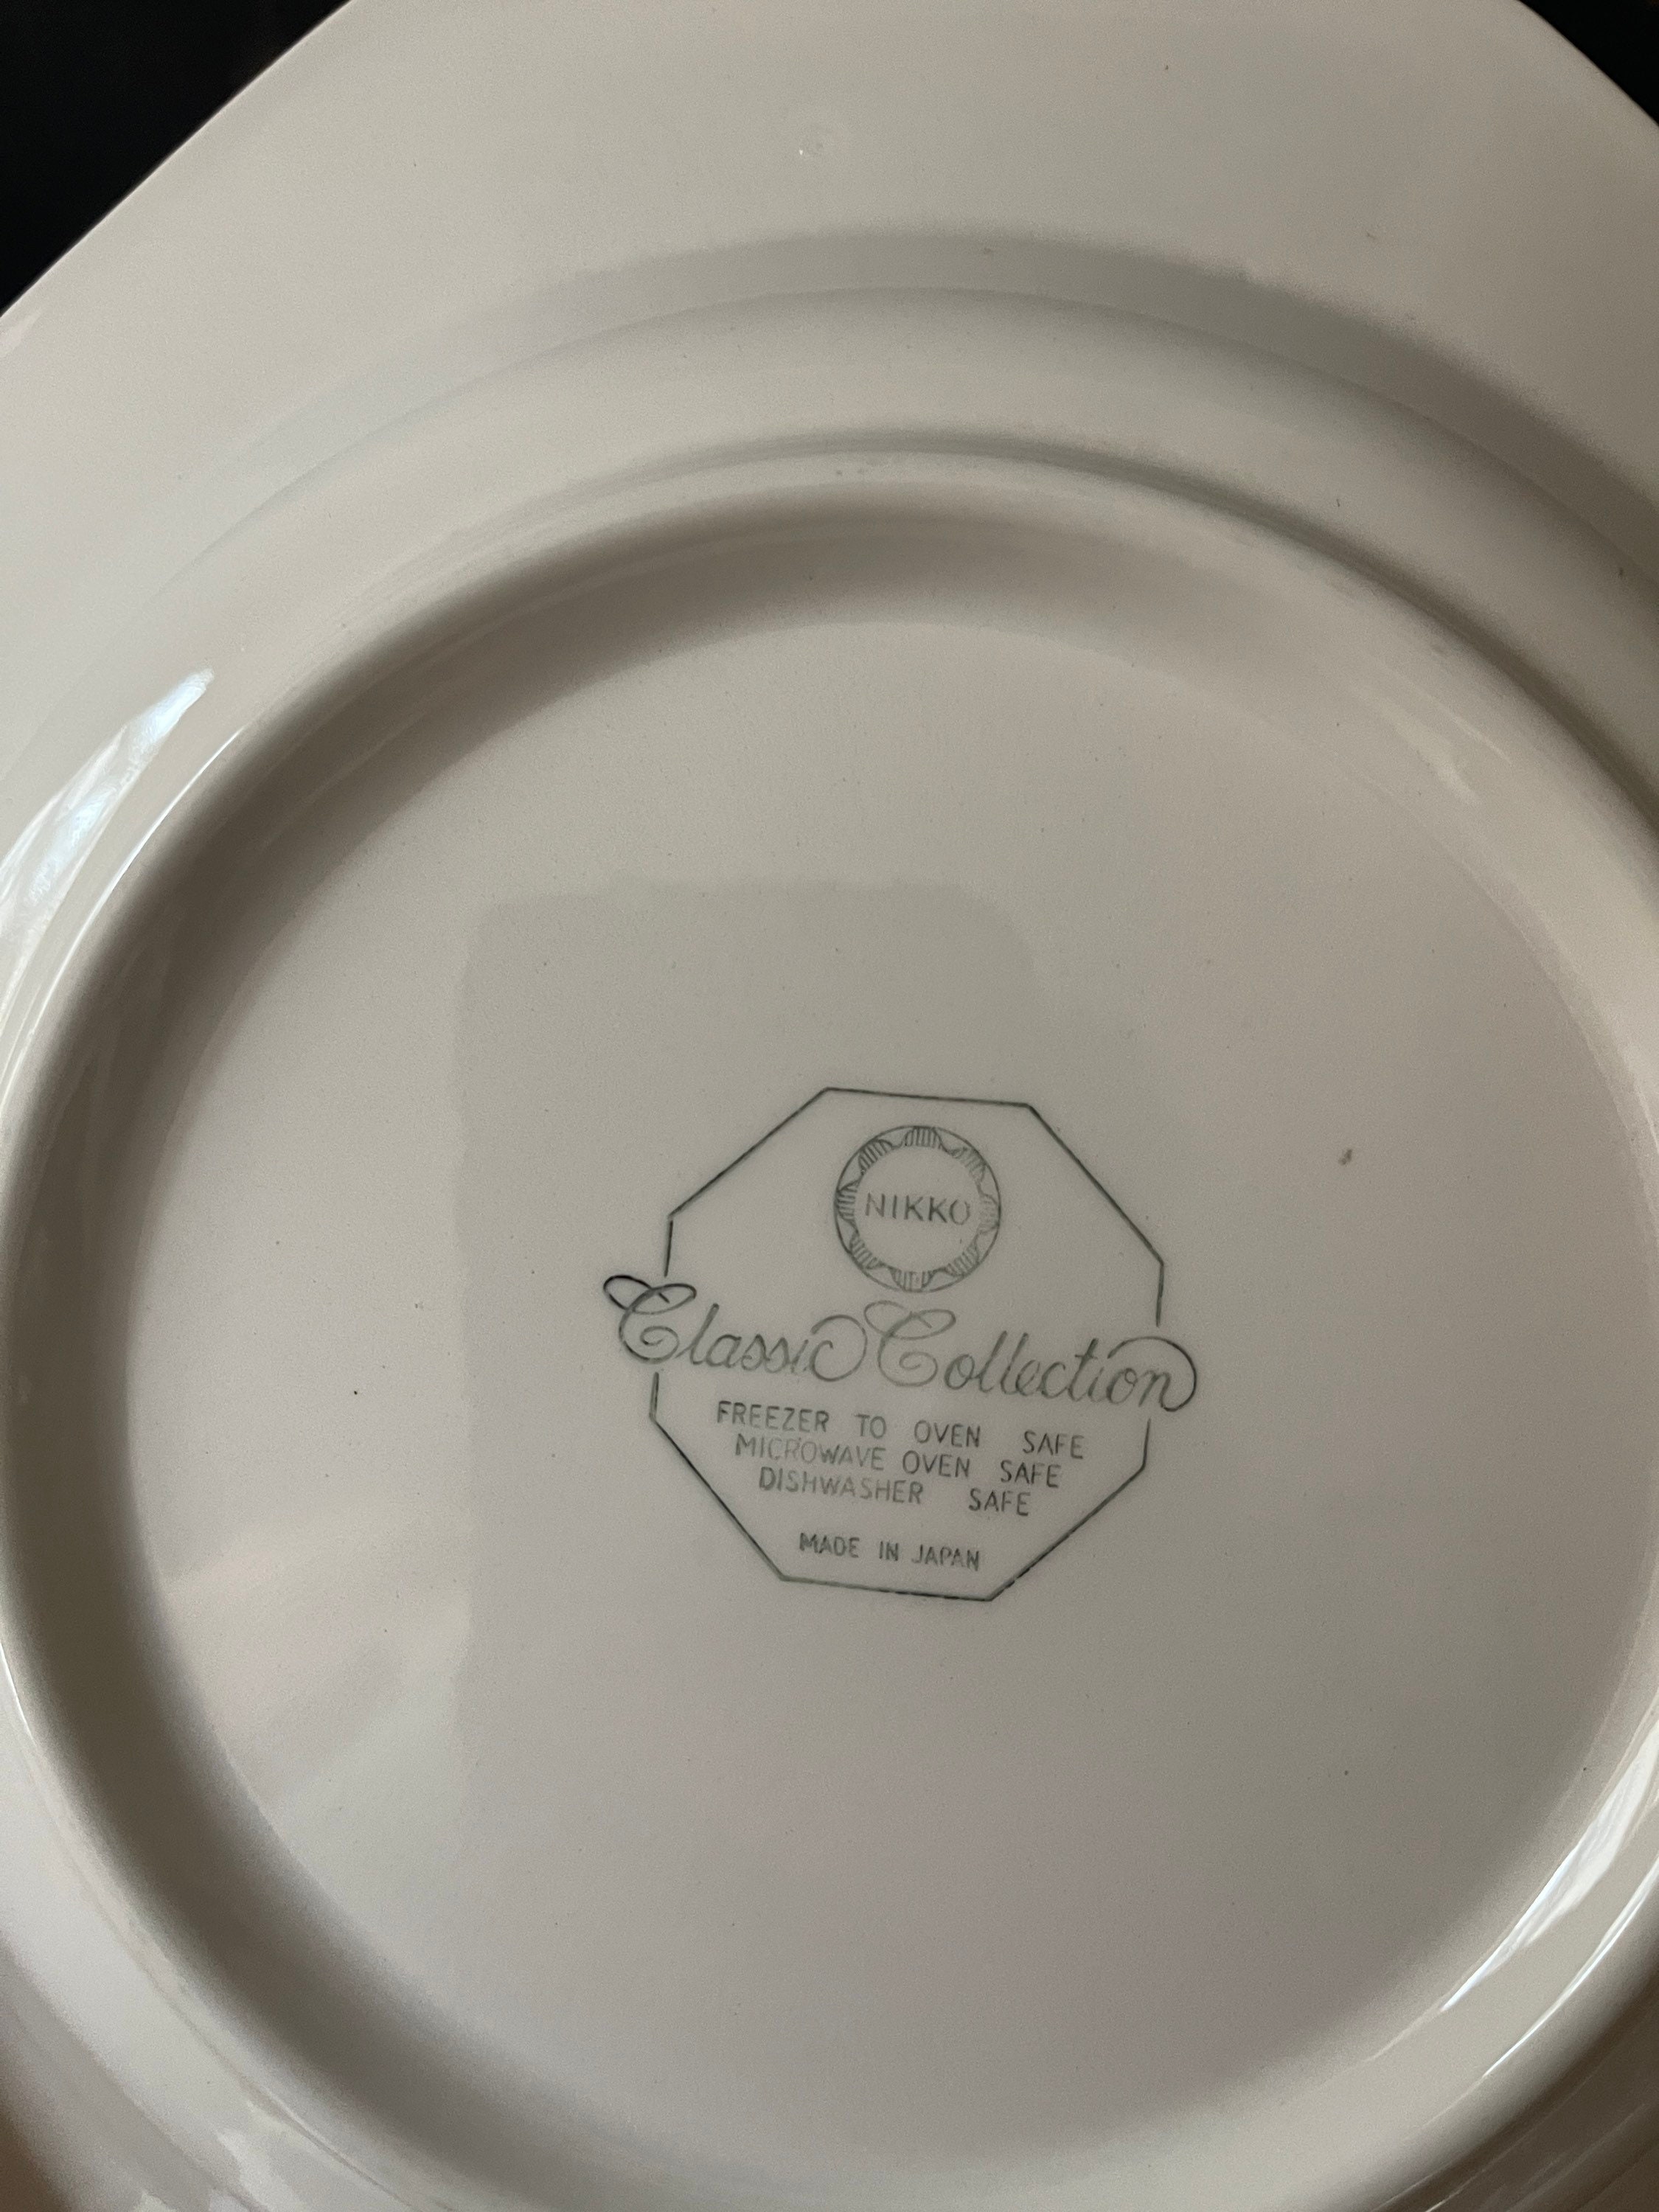 NIKKO
Classic Collection
FREEZER TO OVEN SAFE
MICROWAVE OVEN SAFE
DISHWASHER SAFE
MADE IN JAPAN